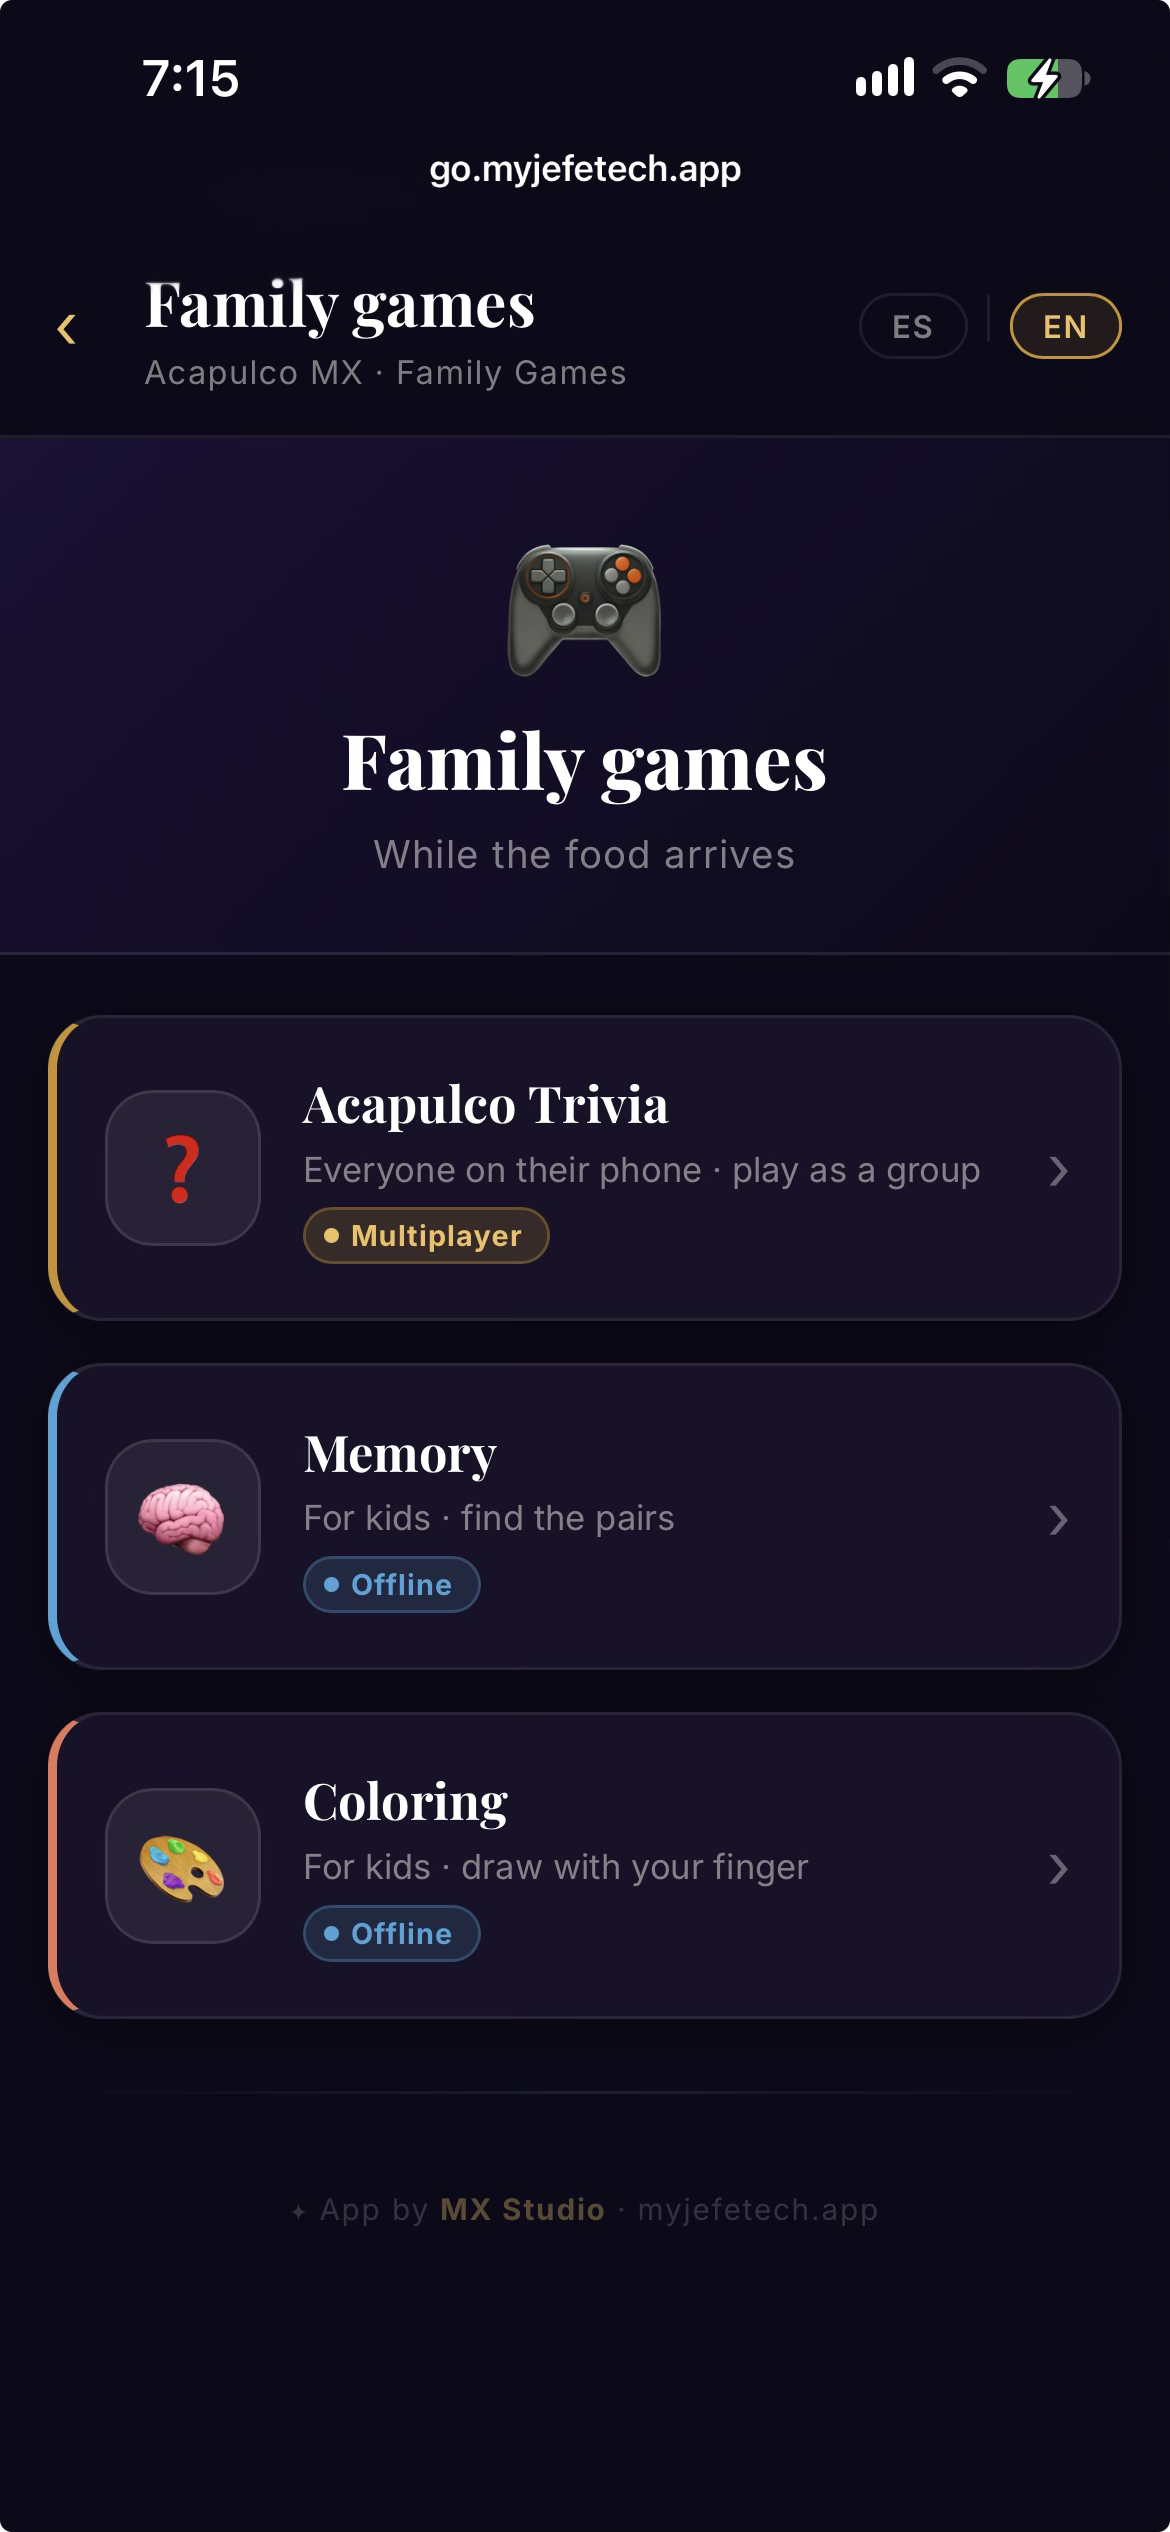 7:15
go.myjefetech.app
‹
Family games
ES
EN
Acapulco MX · Family Games
Family games
While the food arrives
❓
Acapulco Trivia
Everyone on their phone · play as a group
Multiplayer
Memory
For kids · find the pairs
Offline
Coloring
For kids · draw with your finger
Offline
✦ App by MX Studio · myjefetech.app